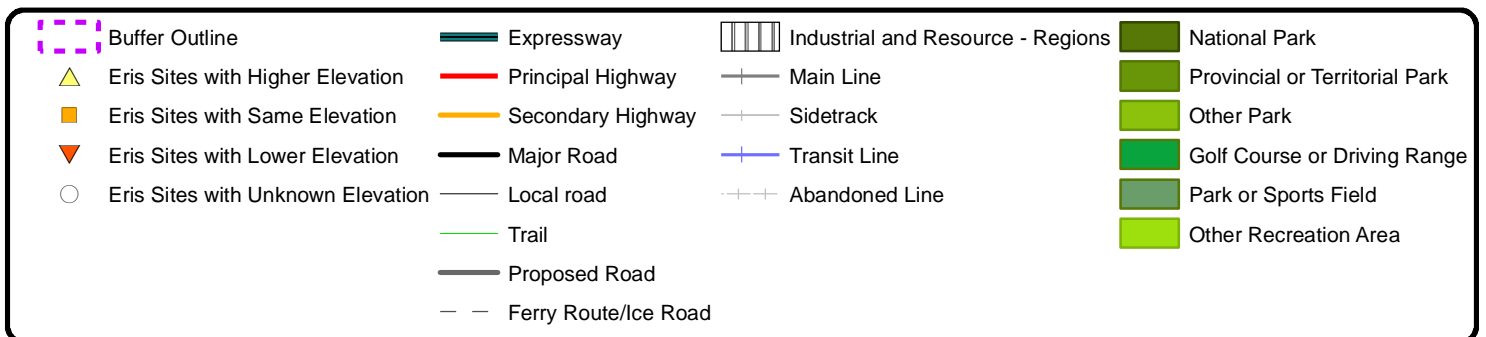 Buffer Outline
Eris Sites with Higher Elevation
Eris Sites with Same Elevation
Eris Sites with Lower Elevation
Eris Sites with Unknown Elevation
Expressway
Principal Highway
Secondary Highway
Major Road
Local road
Trail
Proposed Road
Ferry Route/Ice Road
Industrial and Resource - Regions
Main Line
Sidetrack
Transit Line
Abandoned Line
National Park
Provincial or Territorial Park
Other Park
Golf Course or Driving Range
Park or Sports Field
Other Recreation Area